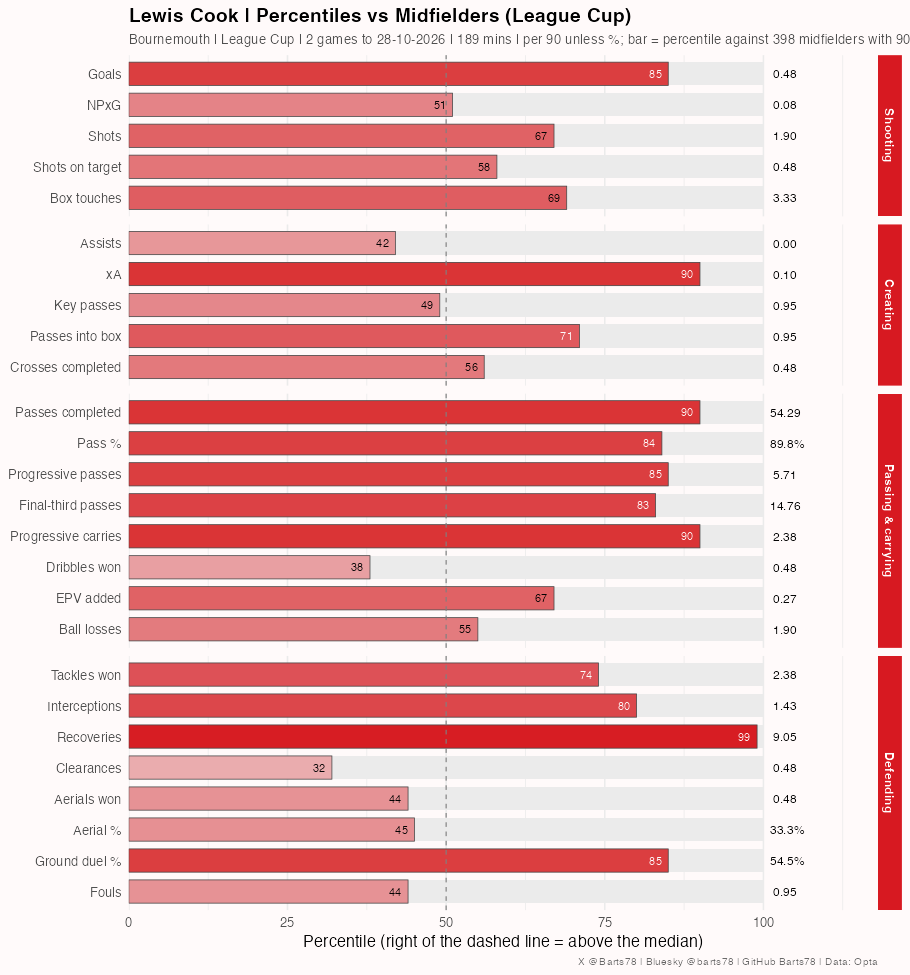 Lewis Cook | Percentiles vs Midfielders (League Cup)
Bournemouth | League Cup | 2 games to 28-10-2026 | 189 mins | per 90 unless %; bar = percentile against 398 midfielders with 90
Goals 85 0.48
NPxG 51 0.08
Shots 67 1.90
Shots on target 58 0.48
Box touches 69 3.33
Shooting
Assists 42 0.00
xA 90 0.10
Key passes 49 0.95
Passes into box 71 0.95
Crosses completed 56 0.48
Creating
Passes completed 90 54.29
Pass % 84 89.8%
Progressive passes 85 5.71
Final-third passes 83 14.76
Progressive carries 90 2.38
Dribbles won 38 0.48
EPV added 67 0.27
Ball losses 55 1.90
Passing & carrying
Tackles won 74 2.38
Interceptions 80 1.43
Recoveries 99 9.05
Clearances 32 0.48
Aerials won 44 0.48
Aerial % 45 33.3%
Ground duel % 85 54.5%
Fouls 44 0.95
Defending
0 25 50 75 100
Percentile (right of the dashed line = above the median)
X @Barts78 | Bluesky @barts78 | GitHub Barts78 | Data: Opta